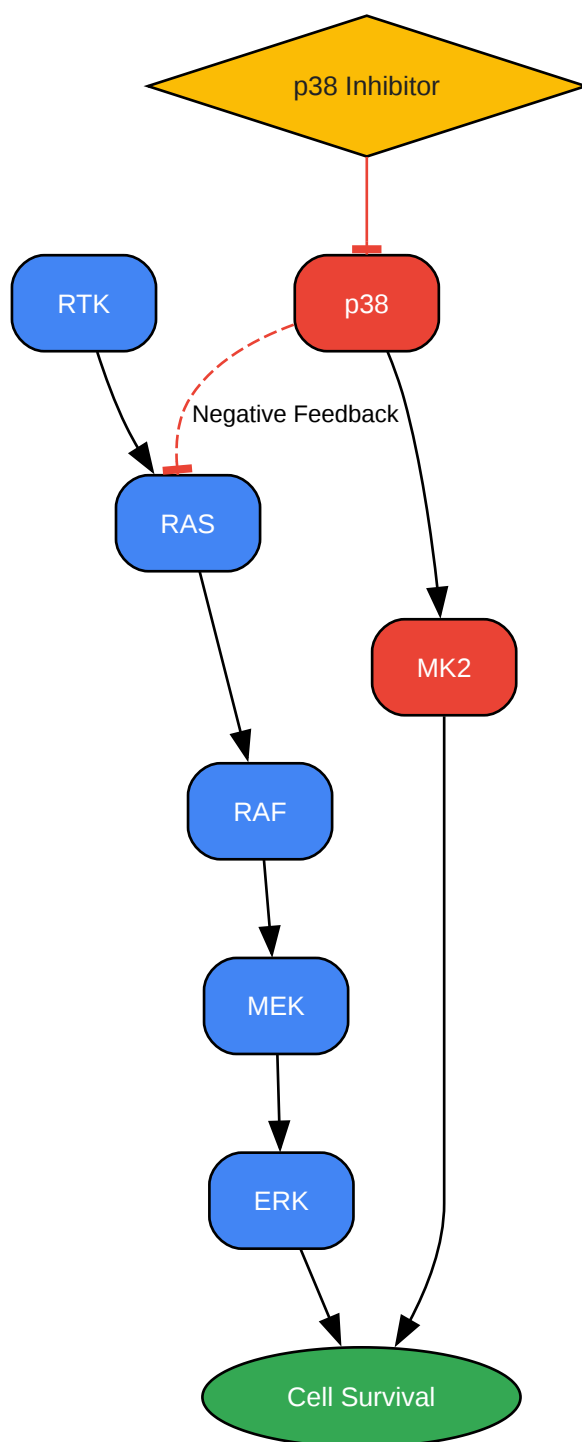 p38 Inhibitor
RTK
p38
Negative Feedback
RAS
MK2
RAF
MEK
ERK
Cell Survival